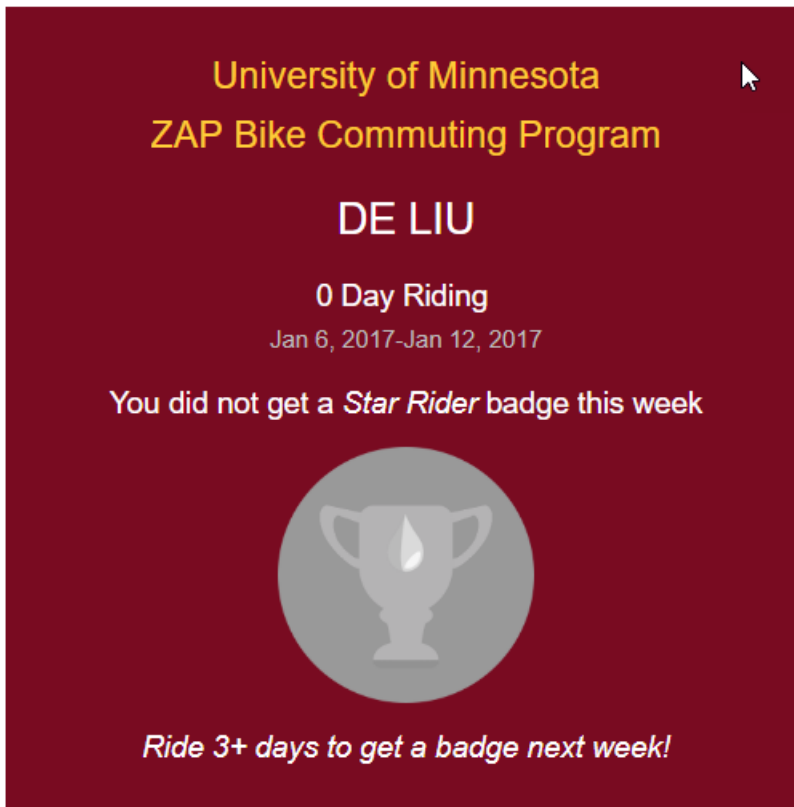 University of Minnesota
ZAP Bike Commuting Program
DE LIU
0 Day Riding
Jan 6, 2017-Jan 12, 2017
You did not get a Star Rider badge this week
Ride 3+ days to get a badge next week!